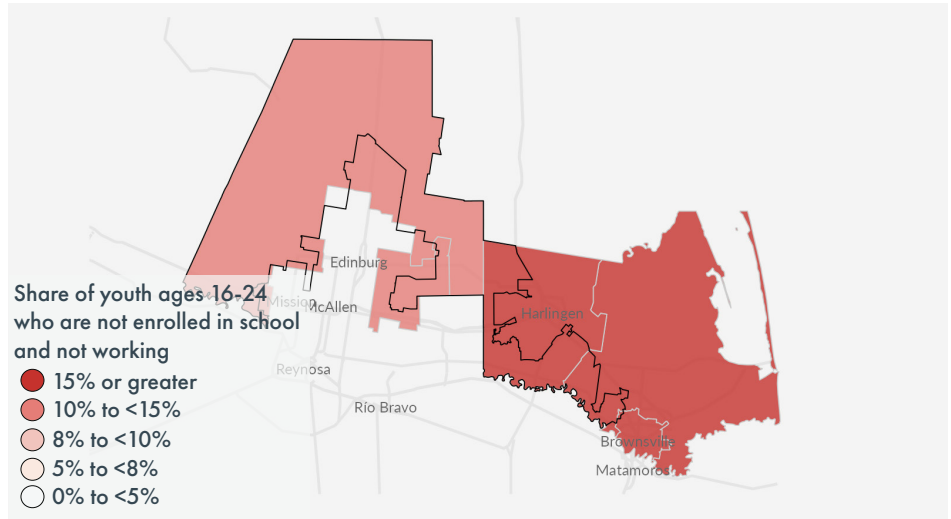 Edinburg
Share of youth ages 16-24
who are not enrolled in school
and not working
Mission
McAllen
Harlingen
15% or greater
Reynosa
10% to <15%
Río Bravo
8% to <10%
Brownsville
5% to <8%
Matamoros
0% to <5%